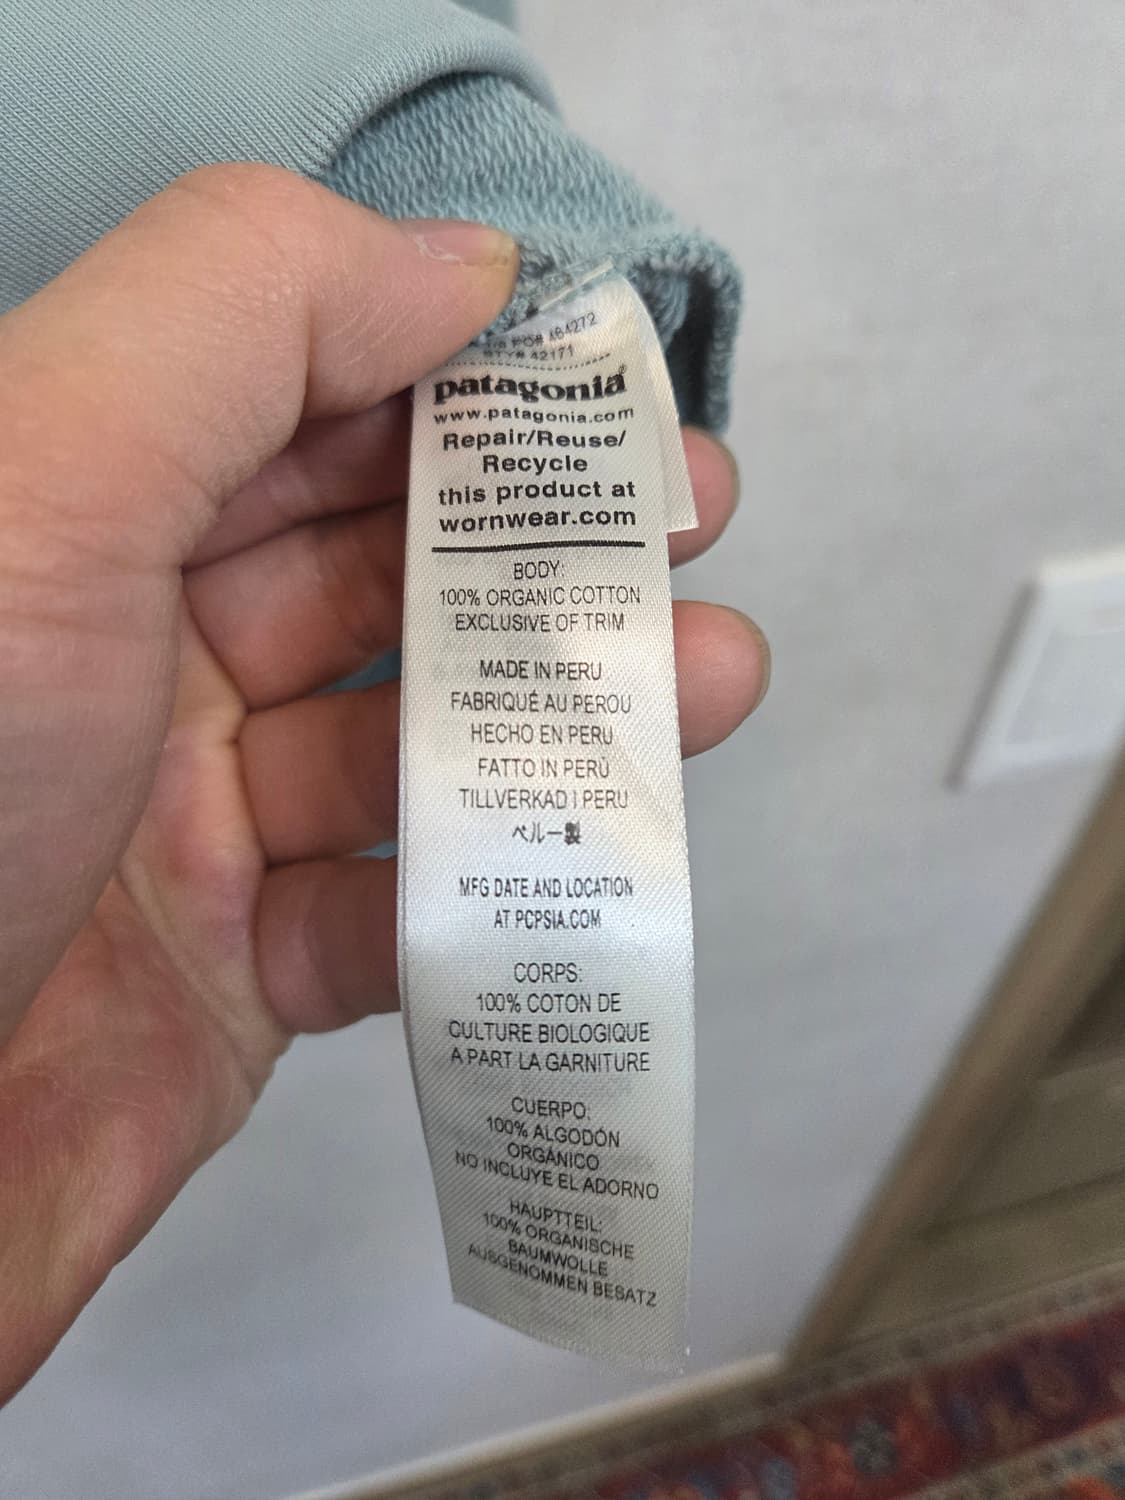 PO# 464272
STY# 42171
patagonia®
www.patagonia.com
Repair/Reuse/
Recycle
this product at
wornwear.com
BODY:
100% ORGANIC COTTON
EXCLUSIVE OF TRIM
MADE IN PERU
FABRIQUÉ AU PEROU
HECHO EN PERU
FATTO IN PERÙ
TILLVERKAD I PERU
ペルー製
MFG DATE AND LOCATION
AT PCPSIA.COM
CORPS:
100% COTON DE
CULTURE BIOLOGIQUE
A PART LA GARNITURE
CUERPO:
100% ALGODÓN
ORGÁNICO
NO INCLUYE EL ADORNO
HAUPTTEIL:
100% ORGANISCHE
BAUMWOLLE
AUSGENOMMEN BESATZ